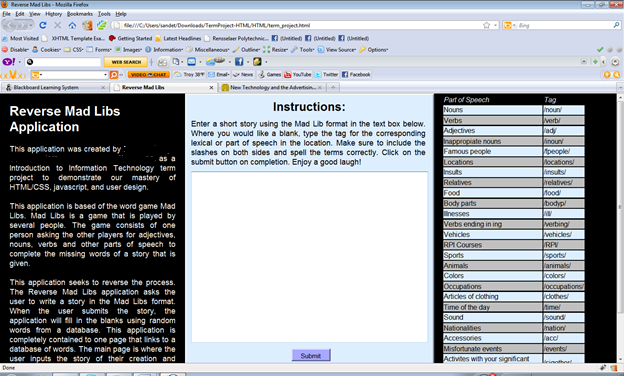 Reverse Mad Libs - Mozilla Firefox
File Edit View History Bookmarks Tools Help
file:///C:/Users/sandet/Downloads/TermProject-HTML/HTML/term_project.html
Bing
Most Visited XHTML Template Exa... Getting Started Latest Headlines Rensselaer Polytechnic... (Untitled) (Untitled) (Untitled)
Disable Cookies CSS Forms Images Information Miscellaneous Outline Resize Tools View Source Options
WEB SEARCH
VIDEO CHAT Troy 38°F Email News Games YouTube News Twitter Facebook
Blackboard Learning System
Reverse Mad Libs
New Technology and the Advertisin...
Reverse Mad Libs
Application
This application was created by
as a
Introduction to Information Technology term
project to demonstrate our mastery of
HTML/CSS, javascript, and user design.
This application is based of the word game Mad
Libs. Mad Libs is a game that is played by
several people. The game consists of one
person asking the other players for adjectives,
nouns, verbs and other parts of speech to
complete the missing words of a story that is
given.
This application seeks to reverse the process.
The Reverse Mad Libs application asks the
user to write a story in the Mad Libs format.
When the user submits the story, the
application will fill in the blanks using random
words from a database. This application is
completely contained to one page that links to a
database of words. The main page is where the
user inputs the story of their creation and
Instructions:
Enter a short story using the Mad Lib format in the text box below.
Where you would like a blank, type the tag for the corresponding
lexical or part of speech in the location. Make sure to include the
slashes on both sides and spell the terms correctly. Click on the
submit button on completion. Enjoy a good laugh!
Submit
Part of Speech Tag
Nouns /noun/
Verbs /verb/
Adjectives /adj/
Inappropiate nouns /inoun/
Famous people /fpeople/
Locations /locations/
Insults /insults/
Relatives /relatives/
Food /food/
Body parts /bodyp/
Illnesses /ill/
Verbs ending in ing /verbing/
Vehicles /vehicles/
RPI Courses /RPI/
Sports /sports/
Animals /animals/
Colors /colors/
Occupations /occupations/
Articles of clothing /clothes/
Time of the day /time/
Sound /sound/
Nationalities /nation/
Accessories /acc/
Misfortunate events /events/
Activites with your significant
Done